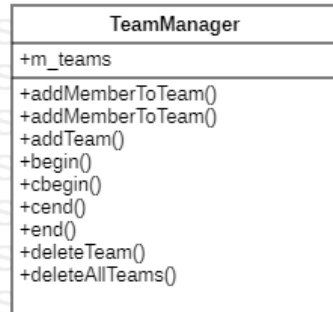 TeamManager
+m_teams
+addMemberToTeam()
+addMemberToTeam()
+addTeam()
+begin()
+cbegin()
+cend()
+end()
+deleteTeam()
+deleteAllTeams()